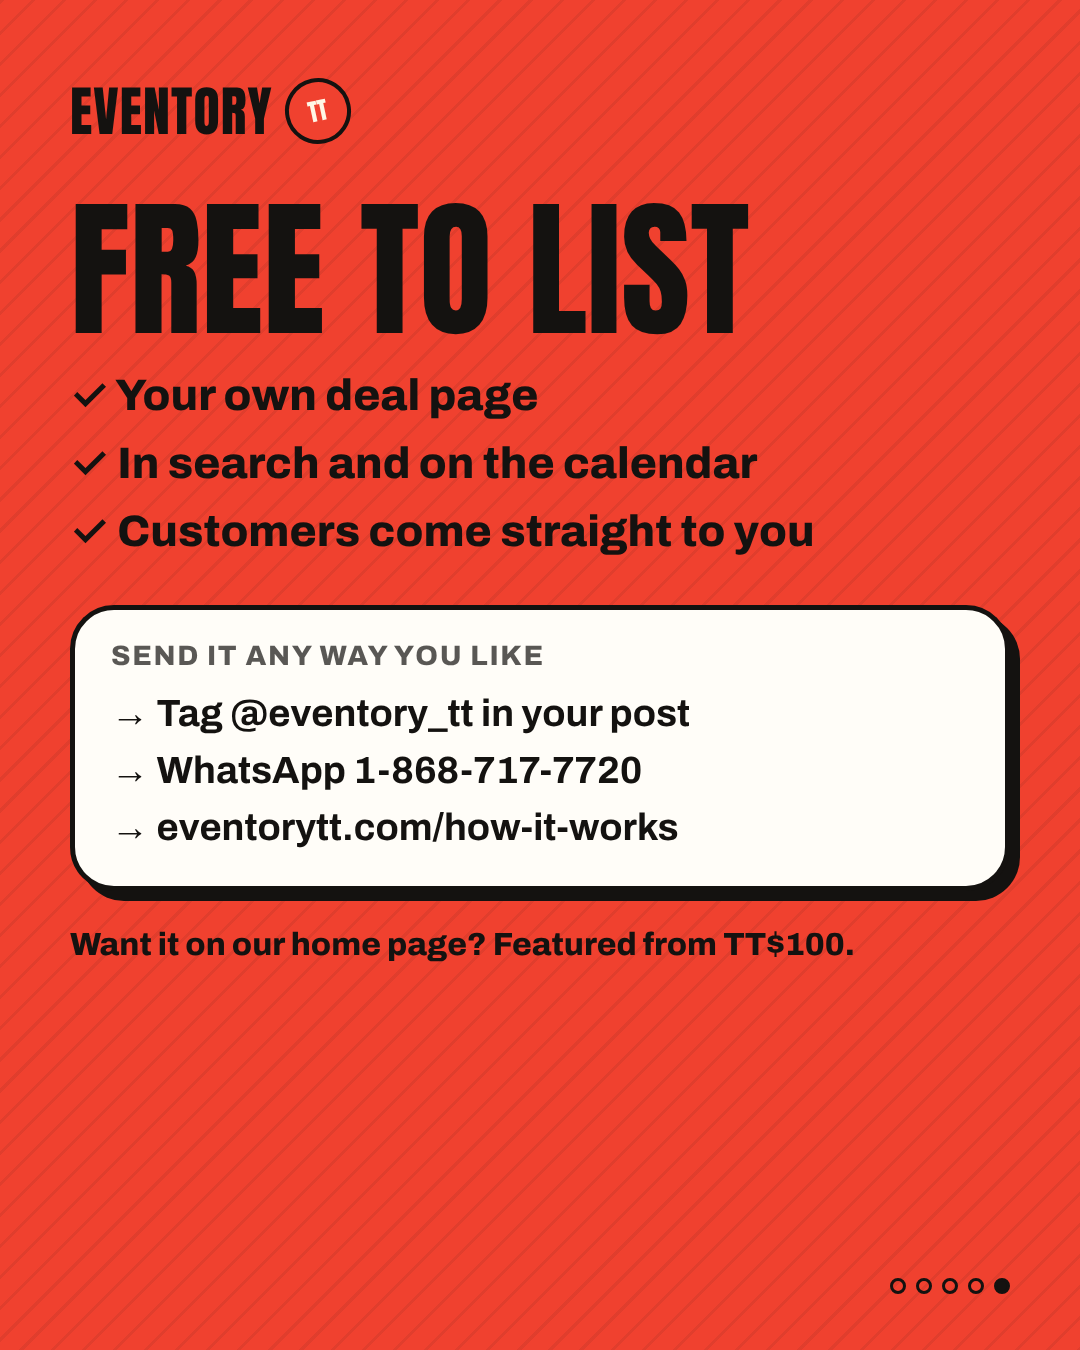 EVENTORY TT
FREE TO LIST
✓ Your own deal page
✓ In search and on the calendar
✓ Customers come straight to you
SEND IT ANY WAY YOU LIKE
→ Tag @eventory_tt in your post
→ WhatsApp 1-868-717-7720
→ eventorytt.com/how-it-works
Want it on our home page? Featured from TT$100.